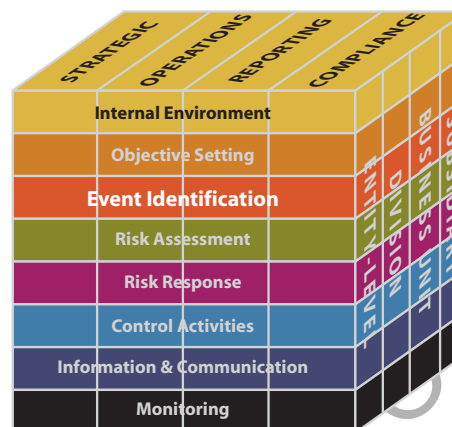 STRATEGIC
OPERATIONS
REPORTING
COMPLIANCE
Internal Environment
Objective Setting
Event Identification
Risk Assessment
Risk Response
Control Activities
Information & Communication
Monitoring
ENTITY-LEVEL
DIVISION
BUSINESS UNIT
SUBSIDIARY